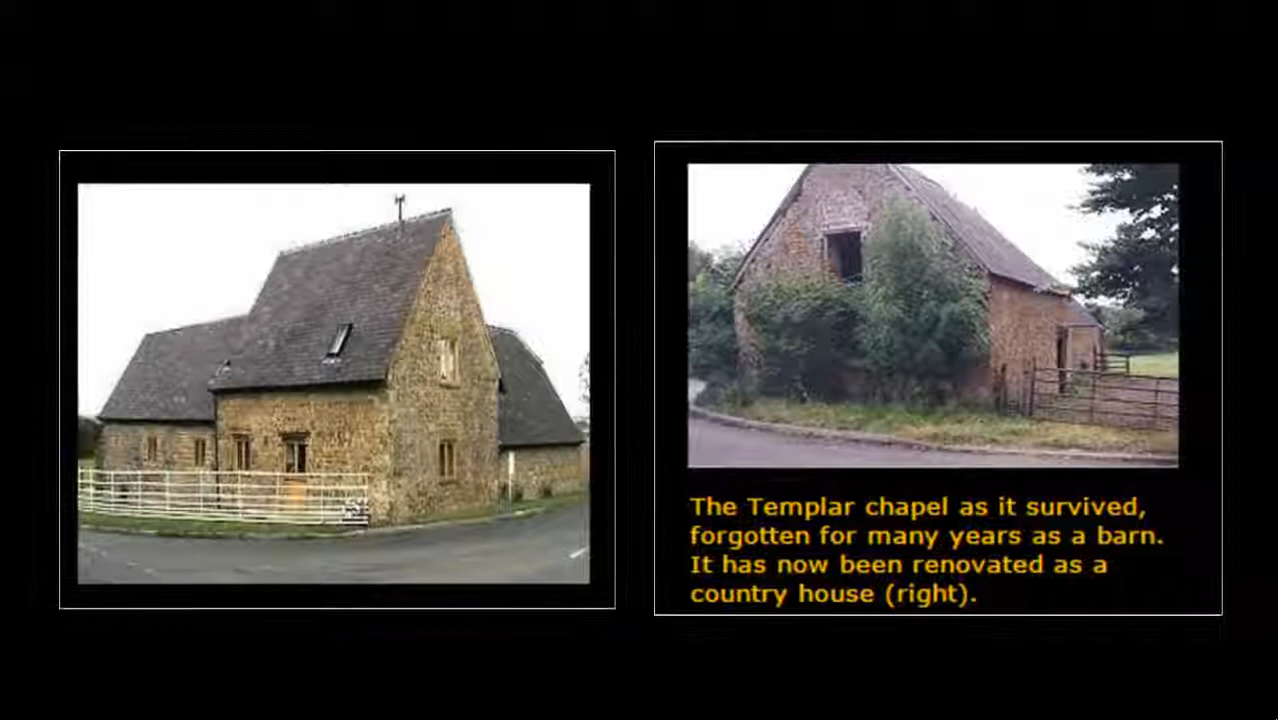 The Templar chapel as it survived,
forgotten for many years as a barn.
It has now been renovated as a
country house (right).